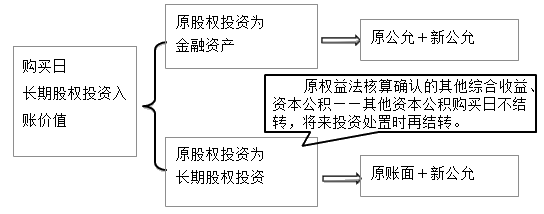 购买日
长期股权投资入
账价值
原股权投资为
金融资产
原公允+新公允
原权益法核算确认的其他综合收益、
资本公积——其他资本公积购买日不结
转，将来投资处置时再结转。
原股权投资为
长期股权投资
原账面+新公允